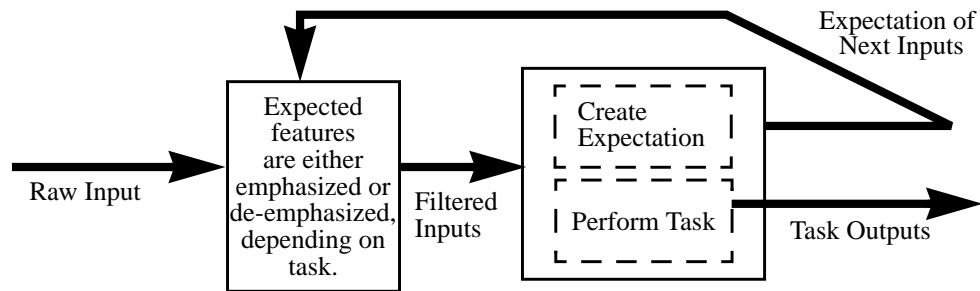 Expectation of
Next Inputs
Expected
features
are either
emphasized or
de-emphasized,
depending on
task.
Create
Expectation
Raw Input
Filtered
Inputs
Perform Task
Task Outputs